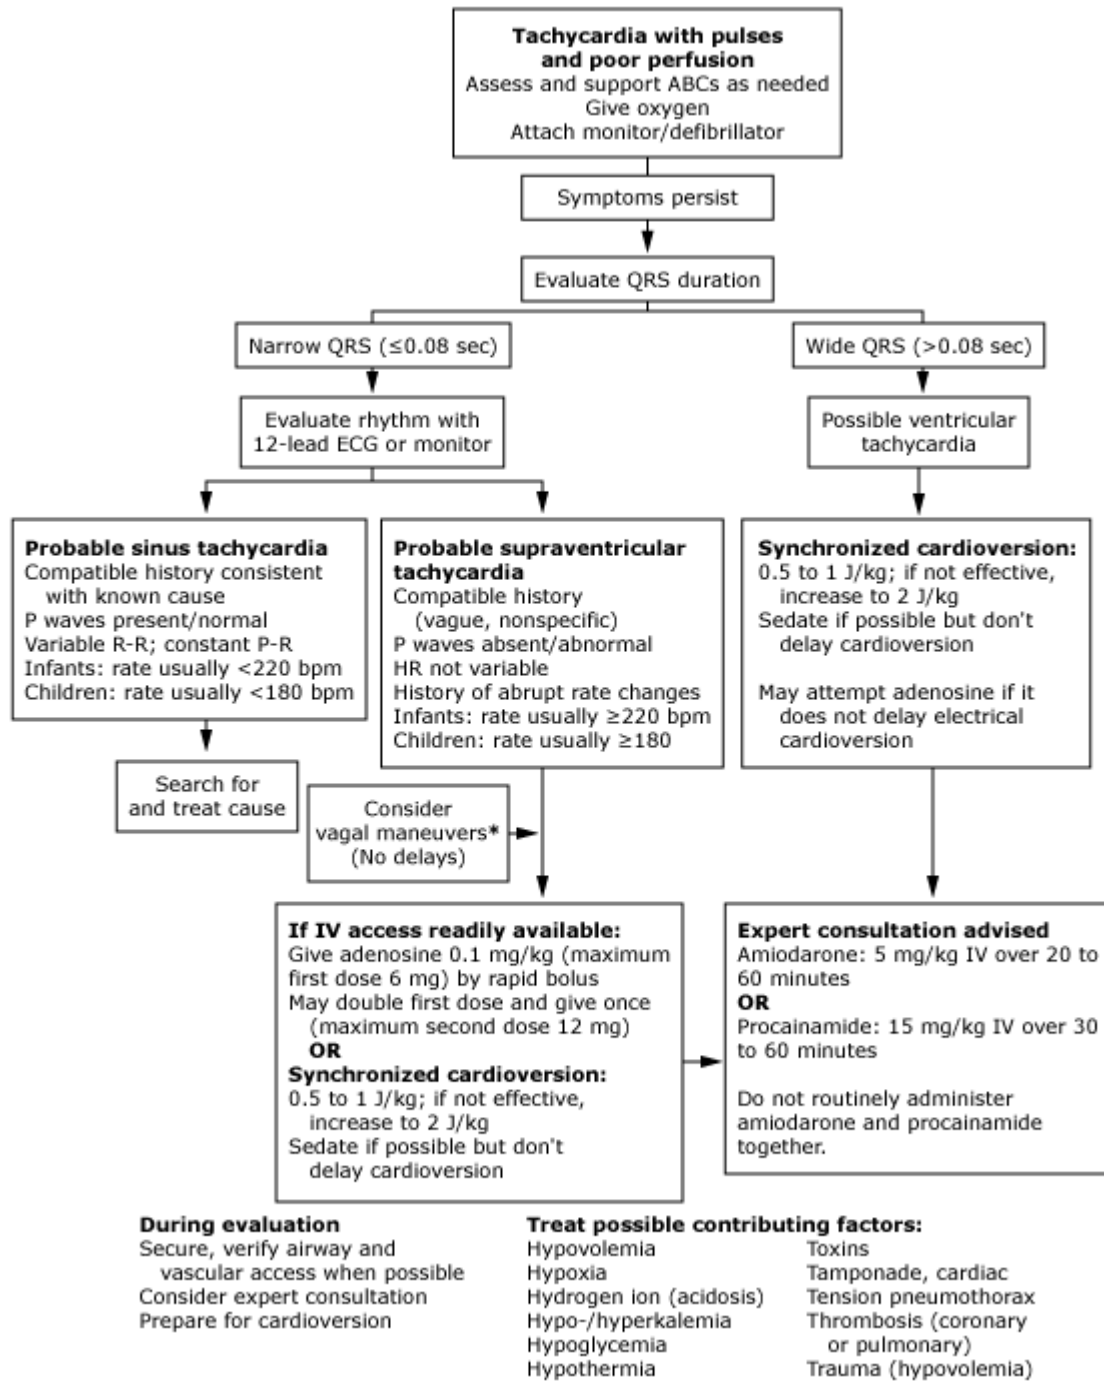 Tachycardia with pulses
and poor perfusion
Assess and support ABCs as needed
Give oxygen
Attach monitor/defibrillator
Symptoms persist
Evaluate QRS duration
Narrow QRS (≤0.08 sec)
Wide QRS (>0.08 sec)
Evaluate rhythm with
12-lead ECG or monitor
Possible ventricular
tachycardia
Probable sinus tachycardia
Compatible history consistent
with known cause
P waves present/normal
Variable R-R; constant P-R
Infants: rate usually <220 bpm
Children: rate usually <180 bpm
Probable supraventricular
tachycardia
Compatible history
(vague, nonspecific)
P waves absent/abnormal
HR not variable
History of abrupt rate changes
Infants: rate usually ≥220 bpm
Children: rate usually ≥180
Synchronized cardioversion:
0.5 to 1 J/kg; if not effective,
increase to 2 J/kg
Sedate if possible but don't
delay cardioversion
May attempt adenosine if it
does not delay electrical
cardioversion
Search for
and treat cause
Consider
vagal maneuvers*
(No delays)
If IV access readily available:
Give adenosine 0.1 mg/kg (maximum
first dose 6 mg) by rapid bolus
May double first dose and give once
(maximum second dose 12 mg)
OR
Synchronized cardioversion:
0.5 to 1 J/kg; if not effective,
increase to 2 J/kg
Sedate if possible but don't
delay cardioversion
Expert consultation advised
Amiodarone: 5 mg/kg IV over 20 to
60 minutes
OR
Procainamide: 15 mg/kg IV over 30
to 60 minutes
Do not routinely administer
amiodarone and procainamide
together.
During evaluation
Secure, verify airway and
vascular access when possible
Consider expert consultation
Prepare for cardioversion
Treat possible contributing factors:
Hypovolemia
Hypoxia
Hydrogen ion (acidosis)
Hypo-/hyperkalemia
Hypoglycemia
Hypothermia
Toxins
Tamponade, cardiac
Tension pneumothorax
Thrombosis (coronary
or pulmonary)
Trauma (hypovolemia)